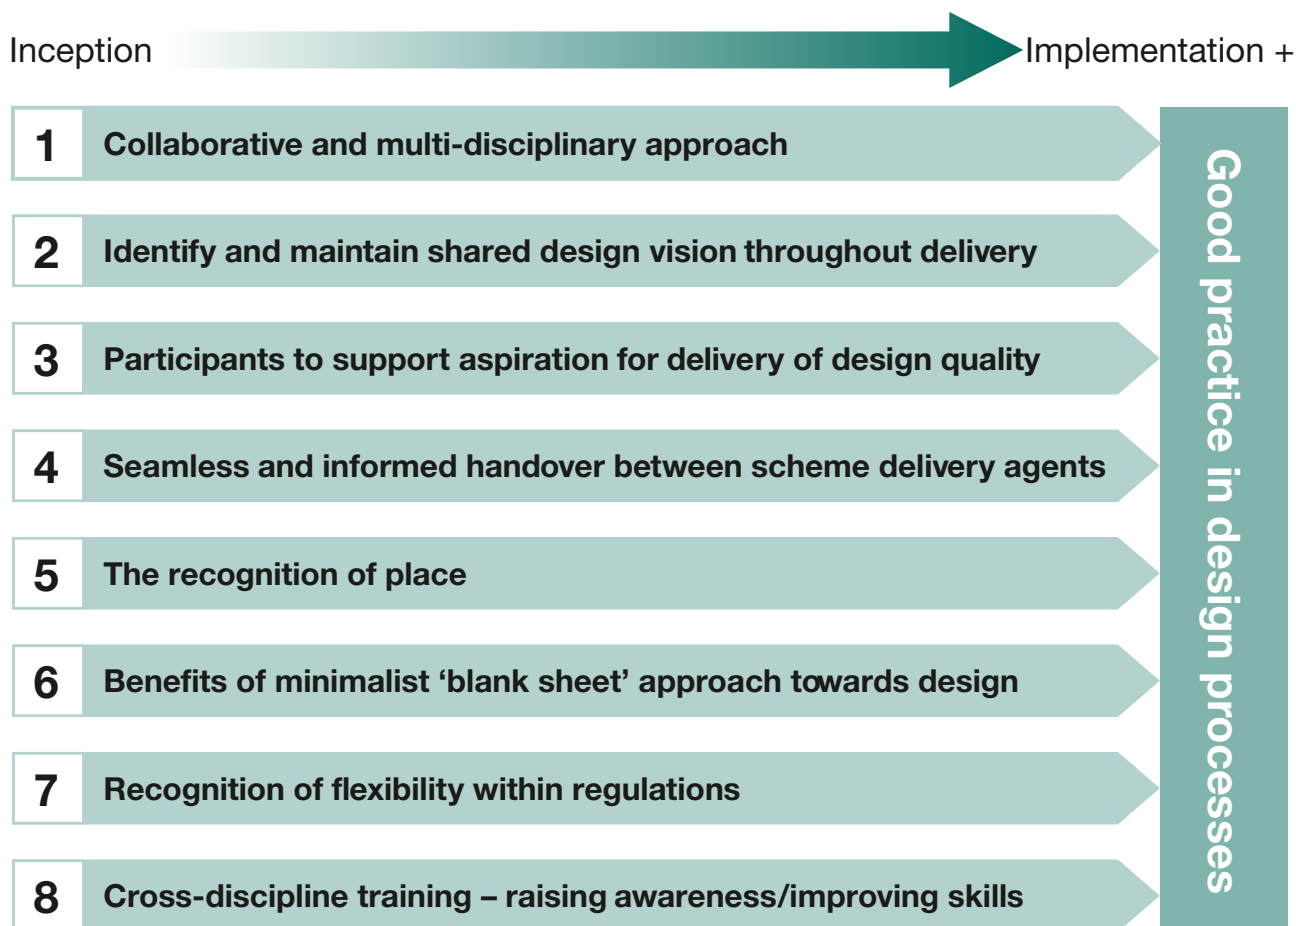 Inception
Implementation +
1
Collaborative and multi-disciplinary approach
2
Identify and maintain shared design vision throughout delivery
3
Participants to support aspiration for delivery of design quality
4
Seamless and informed handover between scheme delivery agents
5
The recognition of place
6
Benefits of minimalist ‘blank sheet’ approach towards design
7
Recognition of flexibility within regulations
8
Cross-discipline training – raising awareness/improving skills
Good practice in design processes